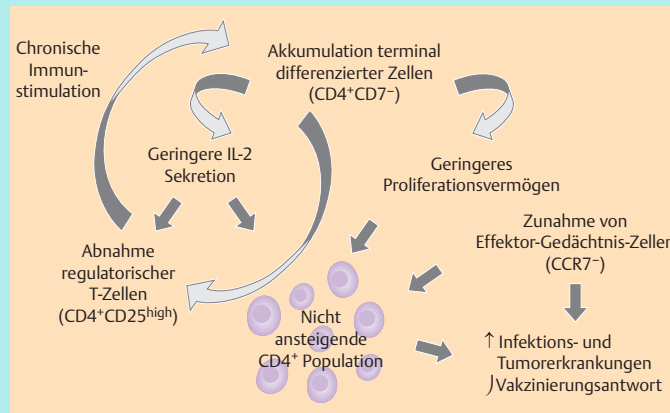 Chronische
Immun-
stimulation
Akkumulation terminal
differenzierter Zellen
(CD4⁺CD7⁻)
Geringere IL-2
Sekretion
Geringeres
Proliferationsvermögen
Abnahme
regulatorischer
T-Zellen
(CD4⁺CD25ʰⁱᵍʰ)
Zunahme von
Effektor-Gedächtnis-Zellen
(CCR7⁻)
Nicht
ansteigende
CD4⁺ Population
↑ Infektions- und
Tumorerkrankungen
⌡Vakzinierungsantwort